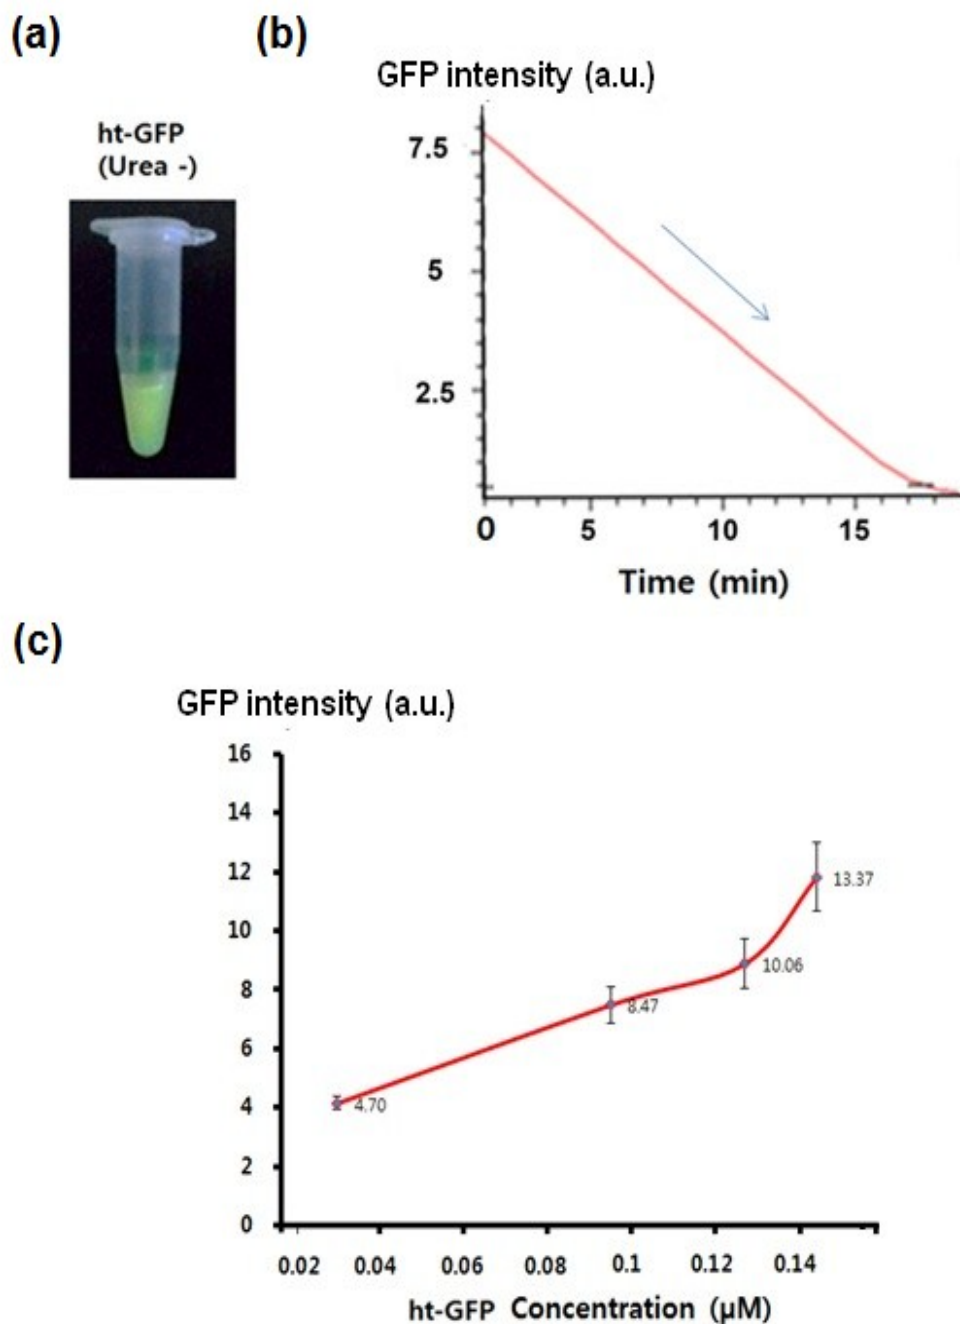 (a)
ht-GFP
(Urea -)
(b)
GFP intensity (a.u.)
7.5
5
2.5
0 5 10 15
Time (min)
(c)
GFP intensity (a.u.)
16
14
12
10
8
6
4
2
0
13.37
10.06
8.47
4.70
0.02 0.04 0.06 0.08 0.1 0.12 0.14
ht-GFP Concentration (μM)